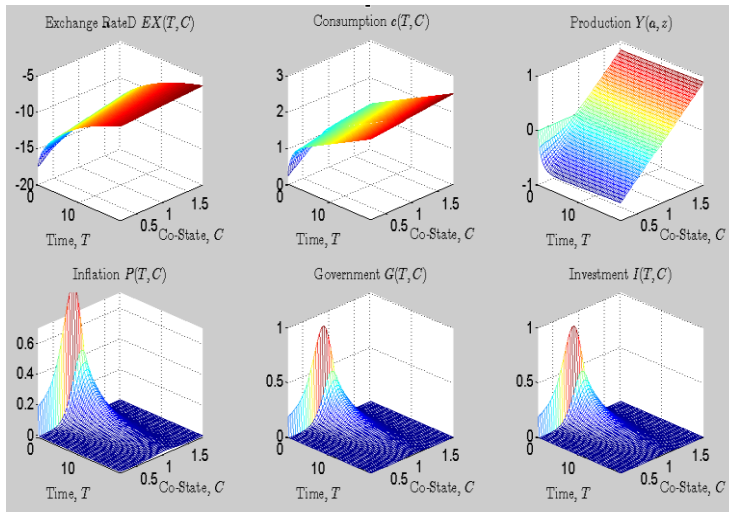 Exchange RateD EX(T, C)
-5
-10
-15
-20
0
10
0.5
1
1.5
Time, T
Co-State, C
Consumption c(T, C)
3
2
1
0
0
10
0.5
1
1.5
Time, T
Co-State, C
Production Y(a, z)
1
0
-1
0
10
0.5
1
1.5
Time, T
Co-State, C
Inflation P(T, C)
0.6
0.4
0.2
0
0
10
0.5
1
1.5
Time, T
Co-State, C
Government G(T, C)
1
0.5
0
0
10
0.5
1
1.5
Time, T
Co-State, C
Investment I(T, C)
1
0.5
0
0
10
0.5
1
1.5
Time, T
Co-State, C